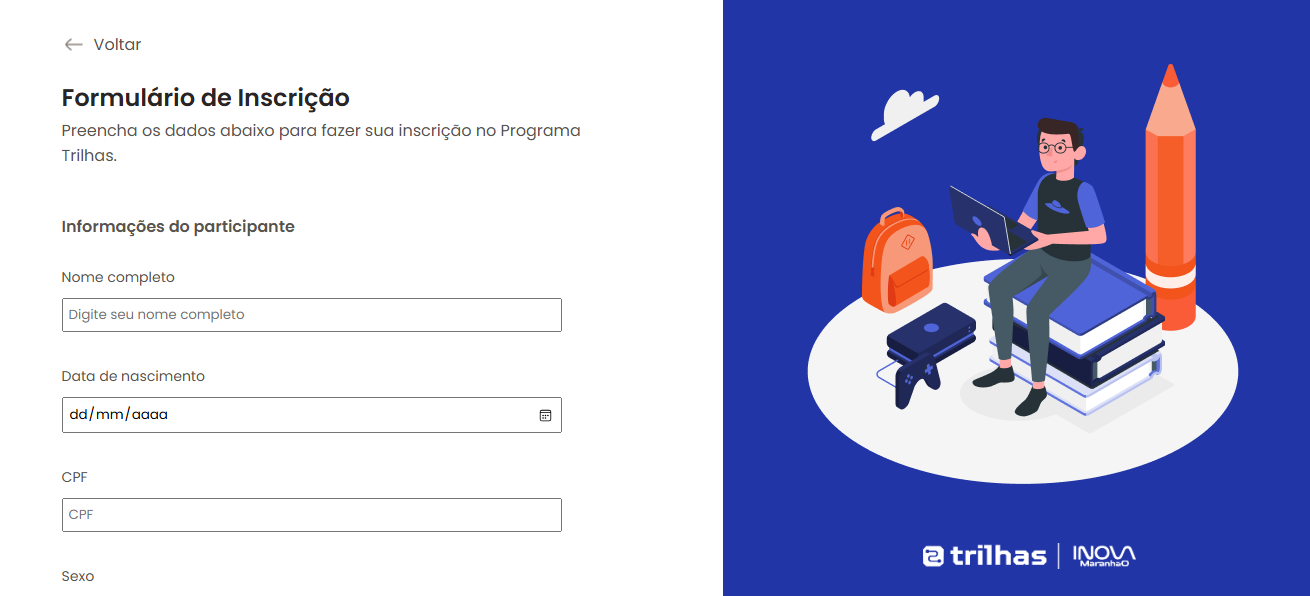 Voltar
Formulário de Inscrição
Preencha os dados abaixo para fazer sua inscrição no Programa
Trilhas.
Informações do participante
Nome completo
Digite seu nome completo
Data de nascimento
dd/mm/aaaa
CPF
CPF
Sexo
trilhas
INOVA
MaranhaO